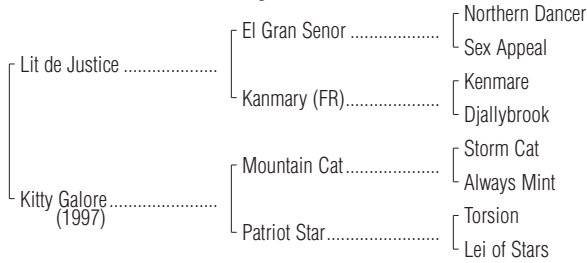 Northern Dancer
El Gran Senor ...................
Sex Appeal
Lit de Justice ....................
Kenmare
Kanmary (FR)....................
Djallybrook
Storm Cat
Mountain Cat....................
Always Mint
Kitty Galore.......................
(1997)
Torsion
Patriot Star........................
Lei of Stars